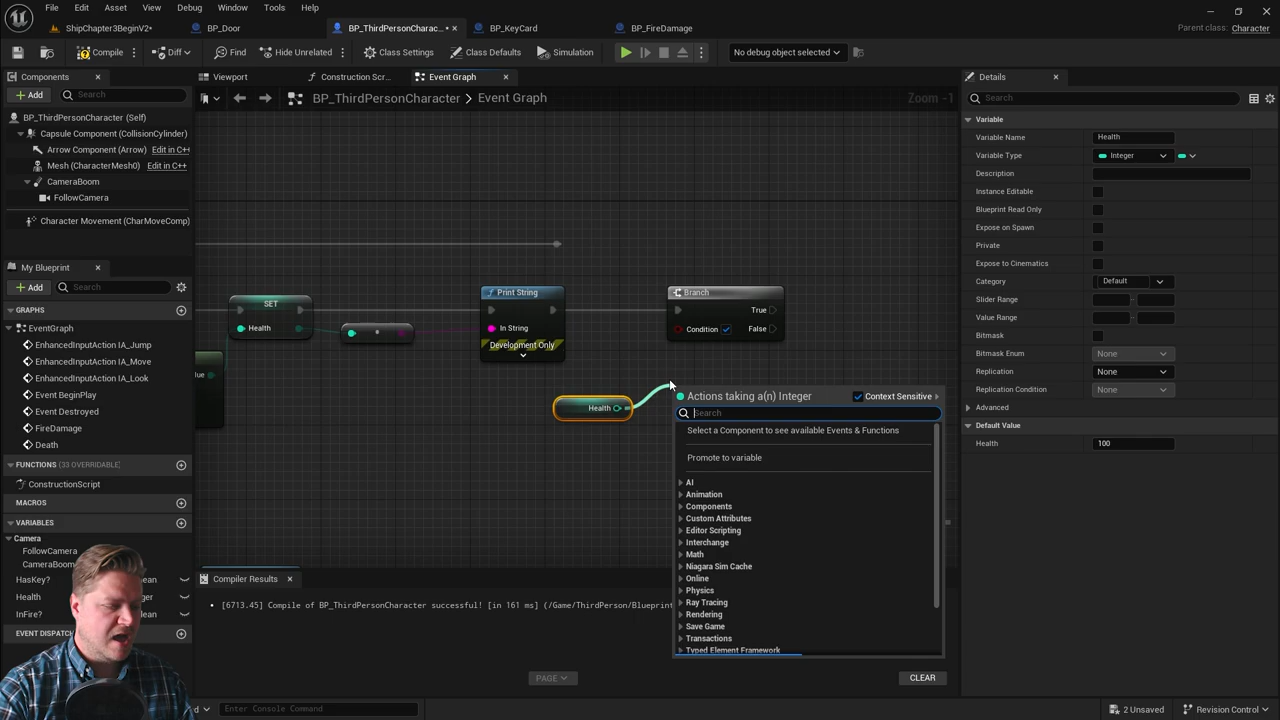 File Edit Asset View Debug Window Tools Help
ShipChapter3BeginV2* BP_Door BP_ThirdPersonCharac... BP_KeyCard BP_FireDamage Parent class: Character
Compile Diff Find Hide Unrelated Class Settings Class Defaults Simulation No debug object selected
Components Viewport Construction Scr... Event Graph Details
Add Search BP_ThirdPersonCharacter > Event Graph Zoom -1 Search
BP_ThirdPersonCharacter (Self)
Capsule Component (CollisionCylinder)
Arrow Component (Arrow) Edit in C++
Mesh (CharacterMesh0) Edit in C++
CameraBoom
FollowCamera
Character Movement (CharMoveComp)
My Blueprint
Add Search
GRAPHS
EventGraph
EnhancedInputAction IA_Jump
EnhancedInputAction IA_Move
EnhancedInputAction IA_Look
Event BeginPlay
Event Destroyed
FireDamage
Death
FUNCTIONS (33 OVERRIDABLE)
ConstructionScript
MACROS
VARIABLES
Camera
FollowCamera
CameraBoom
HasKey? lean
Health ger
InFire? lean
EVENT DISPATC
SET
Health
lue
Print String
In String
Development Only
Branch
True
Condition False
Health
Actions taking a(n) Integer Context Sensitive
Search
Select a Component to see available Events & Functions
Promote to variable
AI
Animation
Components
Custom Attributes
Editor Scripting
Interchange
Math
Niagara Sim Cache
Online
Physics
Ray Tracing
Rendering
Save Game
Transactions
Typed Element Framework
Compiler Results
[6713.45] Compile of BP_ThirdPersonCharacter successful! [in 161 ms] (/Game/ThirdPerson/Blueprint
PAGE CLEAR
Variable
Variable Name Health
Variable Type Integer
Description
Instance Editable
Blueprint Read Only
Expose on Spawn
Private
Expose to Cinematics
Category Default
Slider Range
Value Range
Bitmask
Bitmask Enum None
Replication None
Replication Condition None
Advanced
Default Value
Health 100
d Enter Console Command 2 Unsaved Revision Control